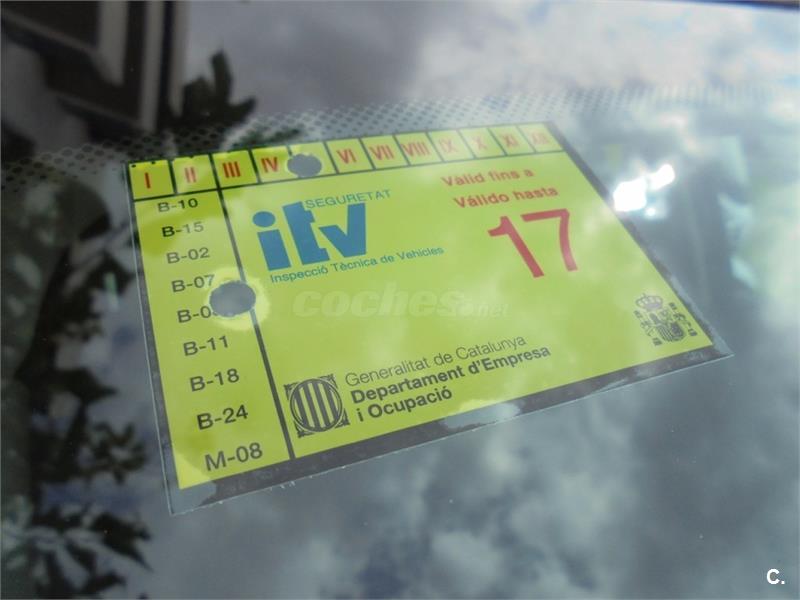 I II III IV VI VII VIII IX X XI XII
SEGURETAT
itv
Inspecció Tècnica de Vehicles
Vàlid fins a
Válido hasta
17
B-10
B-15
B-02
B-07
B-11
B-18
B-24
M-08
coches.net
Generalitat de Catalunya
Departament d'Empresa
i Ocupació
C.